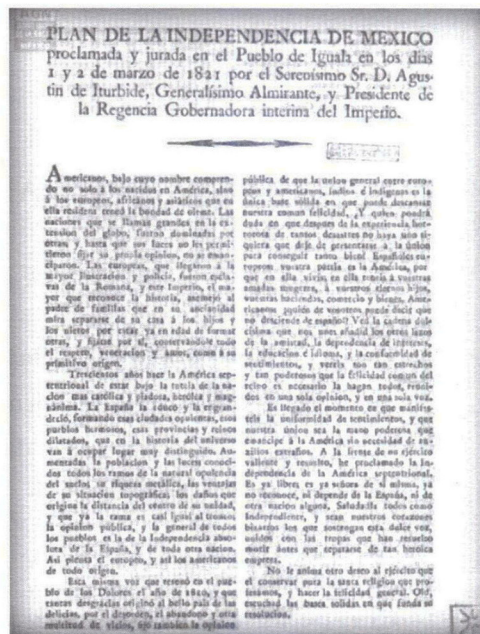 PLAN DE LA INDEPENDENCIA DE MEXICO
proclamada y jurada en el Pueblo de Iguala en los dias
1 y 2 de marzo de 1821 por el Serenísimo Sr. D. Agus-
tin de Iturbide, Generalísimo Almirante, y Presidente de
la Regencia Gobernadora interina del Imperio.
Americanos, bajo cuyo nombre compren-
do no solo á los nacidos en América, sino
á los europeos, africanos y asiáticos que en
ella residen: tened la bondad de oirme. Las
naciones que se llaman grandes en la ex-
tension del globo, fueron dominadas por
otras, y hasta que sus luces no les permi-
tieron fijar su propia opinion, no se eman-
ciparon. Las europeas, que llegaron á la
mayor ilustracion y policía, fueron escla-
vas de la Romana, y este Imperio, el ma-
yor que reconoce la historia, asemejó al
padre de familias que en su ancianidad
mira separarse de su casa á los hijos y
los nietos por estar ya en edad de formar
otras, y fijarse por sí, conservándole todo
el respeto, veneracion y amor, como á su
primitivo origen.
Trescientos años hace la América sep-
tentrional de estar bajo la tutela de la na-
cion mas católica y piadosa, heróica y mag-
nánima. La España la educó y la engran-
deció, formando esas ciudades opulentas, esos
pueblos hermosos, esas provincias y reinos
dilatados, que en la historia del universo
van á ocupar lugar muy distinguido. Au-
mentadas la poblacion y las luces, conoci-
dos todos los ramos de la natural opulencia
del suelo, su riqueza metálica, las ventajas
de su situacion topográfica, los daños que
origina la distancia del centro de su unidad,
y que ya la rama es casi igual al tronco;
la opinion pública, y la general de todos
los pueblos es la de la Independencia abso-
luta de la España, y de toda otra nacion.
Así piensa el europeo, y así los americanos
de todo origen.
Esta misma voz que resonó en el pue-
blo de los Dolores el año de 1810, y que
tantas desgracias originó al bello pais de las
delicias, por el desorden, el abandono y otra
multitud de vicios, fijó tambien la opinion
pública de que la union general entre euro-
peos y americanos, indios é indígenas es la
única base sólida en que puede descansar
nuestra comun felicidad. ¿Y quien pondrá
duda en que despues de la experiencia hor-
rorosa de tantos desastres no haya uno si-
quiera que deje de prestarse á la union
para conseguir tanto bien? Españoles eu-
ropeos: vuestra patria es la América, por-
que en ella vivís; en ella teneis á vuestras
amadas mugeres, á vuestros tiernos hijos,
vuestras haciendas, comercio y bienes. Ame-
ricanos: ¿quién de vosotros puede decir que
no desciende de español? Ved la cadena dul-
císima que nos une: añadid los otros lazos
de la amistad, la dependencia de intereses,
la educacion é idioma, y la conformidad de
sentimientos, y vereis son tan estrechos
y tan poderosos que la felicidad comun del
reino es necesario la hagan todos, reuni-
dos en una sola opinion, y en una sola voz.
Es llegado el momento en que manifes-
teis la uniformidad de sentimientos, y que
nuestra union sea la mano poderosa que
emancipe á la América sin necesidad de au-
xilios extraños. A la frente de un ejército
valiente y resuelto, he proclamado la In-
dependencia de la América septentrional.
Es ya libre, es ya señora de sí misma, ya
no reconoce, ni depende de la España, ni de
otra nacion alguna. Saludadla todos como
Independiente, y sean nuestros corazones
bizarros los que sostengan esta dulce voz,
unidos con las tropas que han resuelto
morir ántes que separarse de tan heroica
empresa.
No le anima otro deseo al ejército que
el conservar pura la santa religion que pro-
fesamos, y hacer la felicidad general. Oíd,
escuchad las bases sólidas en que funda su
resolucion.